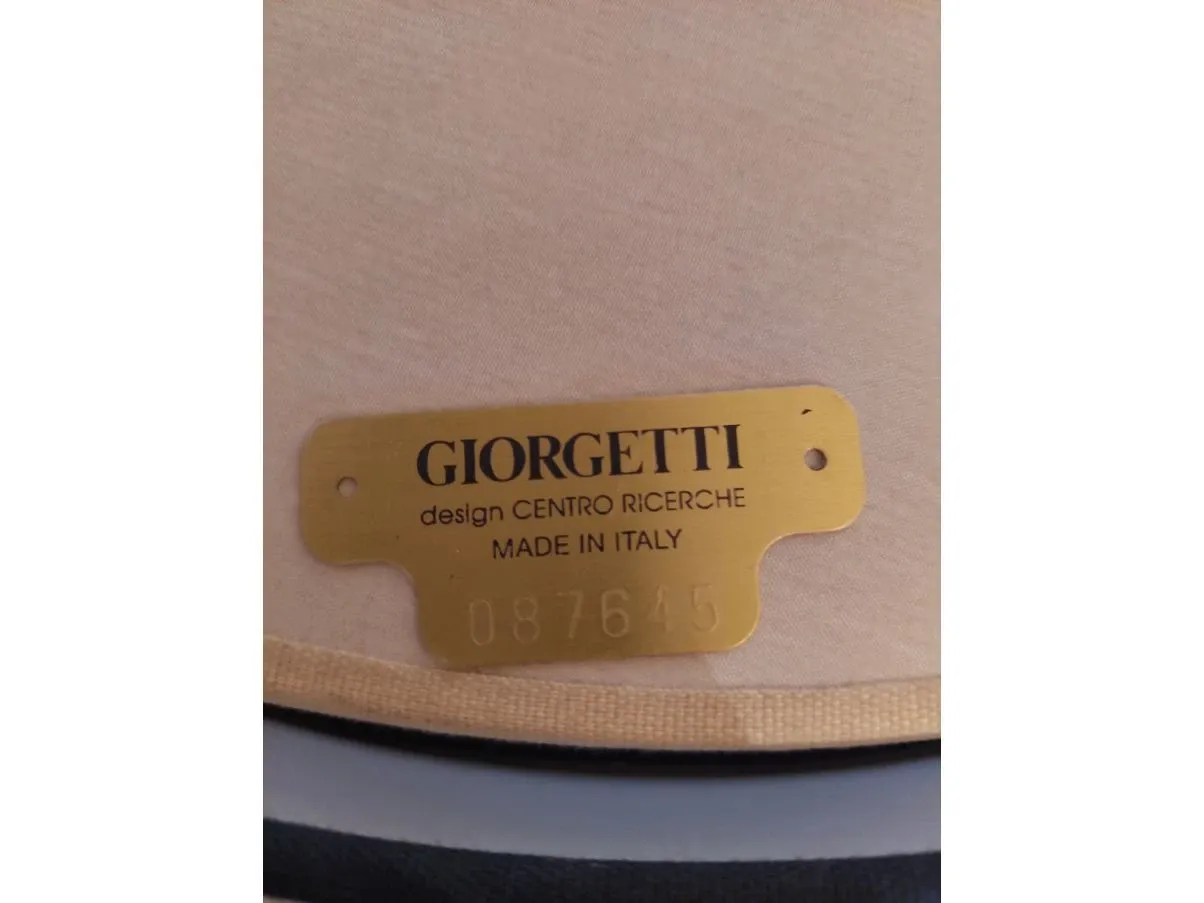 GIORGETTI
design CENTRO RICERCHE
MADE IN ITALY
087645